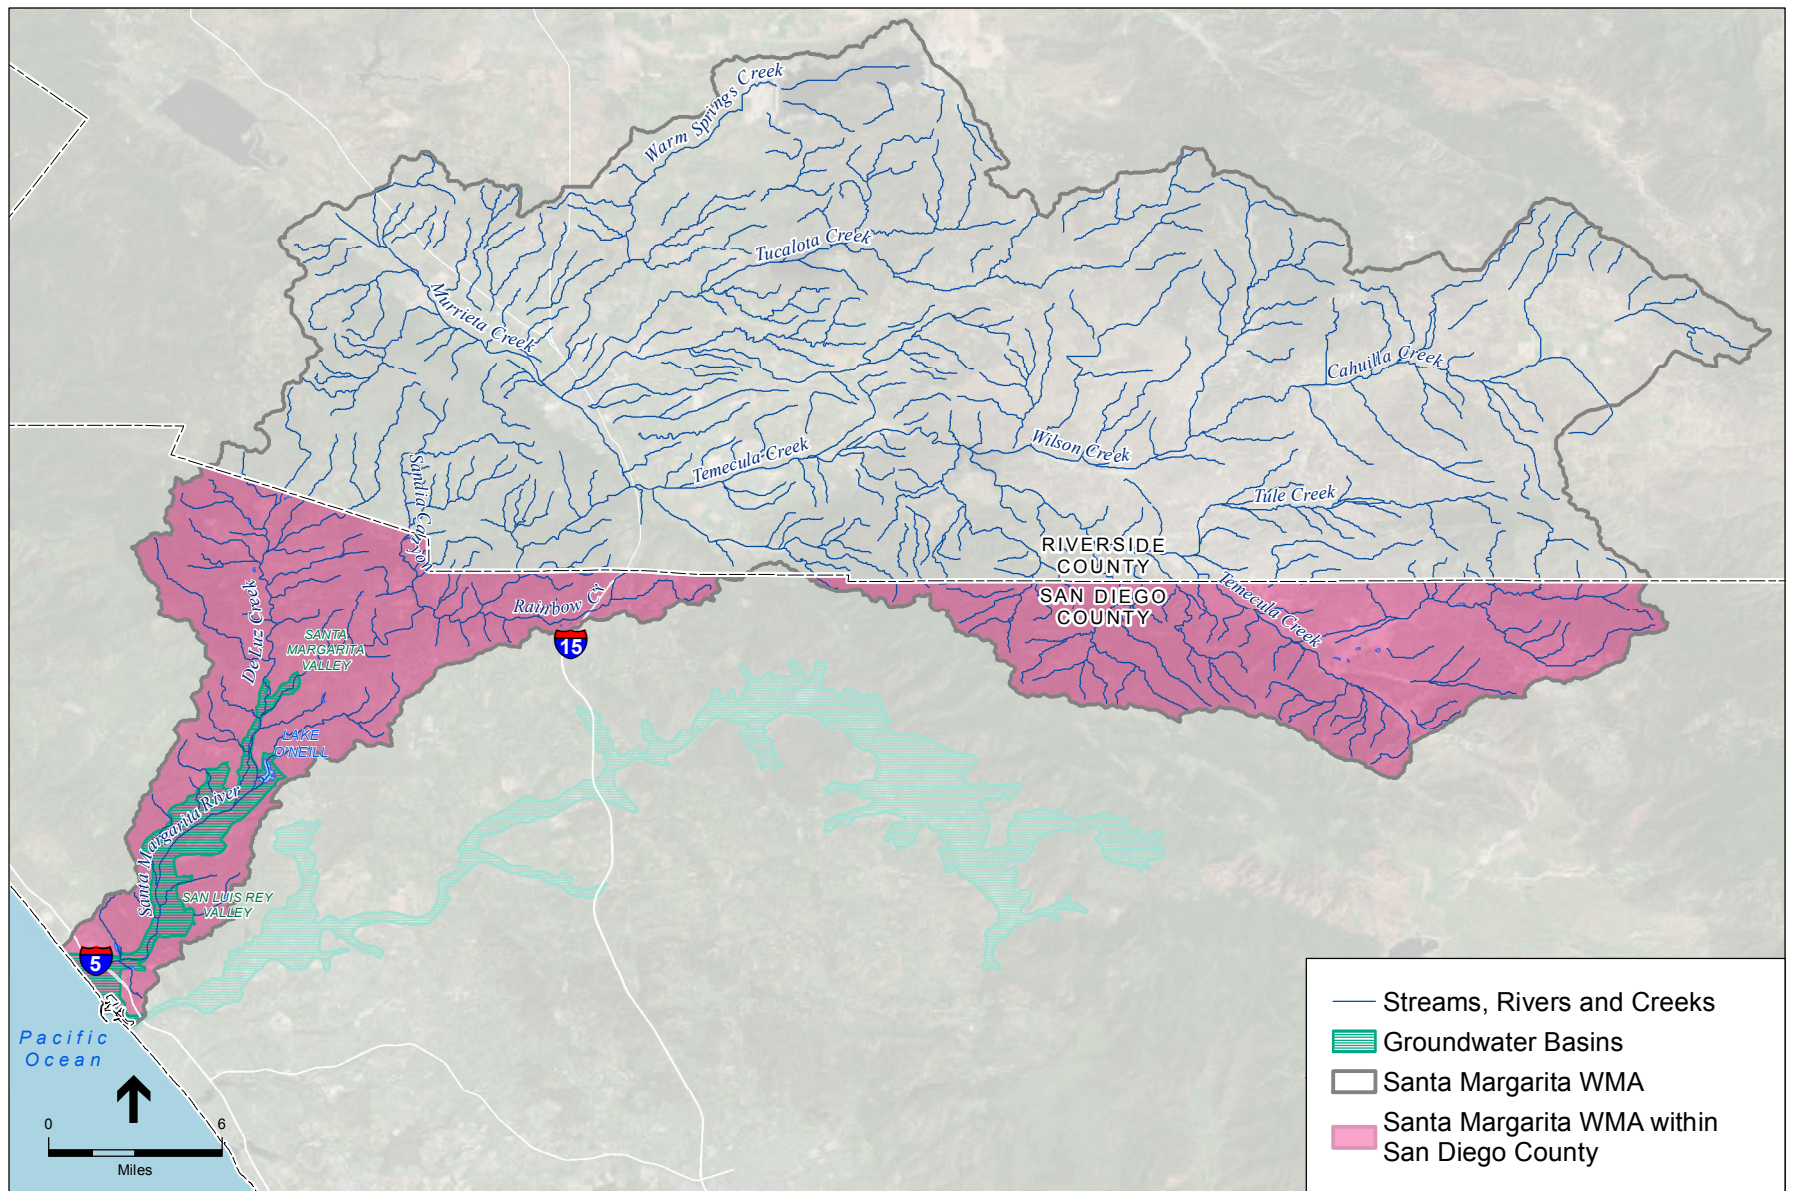 Warm Springs Creek
Tucalota Creek
Murrieta Creek
Cahuilla Creek
Temecula Creek
Wilson Creek
Sandia Canyon
Tule Creek
RIVERSIDE
COUNTY
SAN DIEGO
COUNTY
Temecula Creek
Rainbow Cr
De Luz Creek
SANTA
MARGARITA
VALLEY
15
LAKE
O'NEILL
Santa Margarita River
SAN LUIS REY
VALLEY
5
Pacific
Ocean
0 6
Miles
Streams, Rivers and Creeks
Groundwater Basins
Santa Margarita WMA
Santa Margarita WMA within
San Diego County